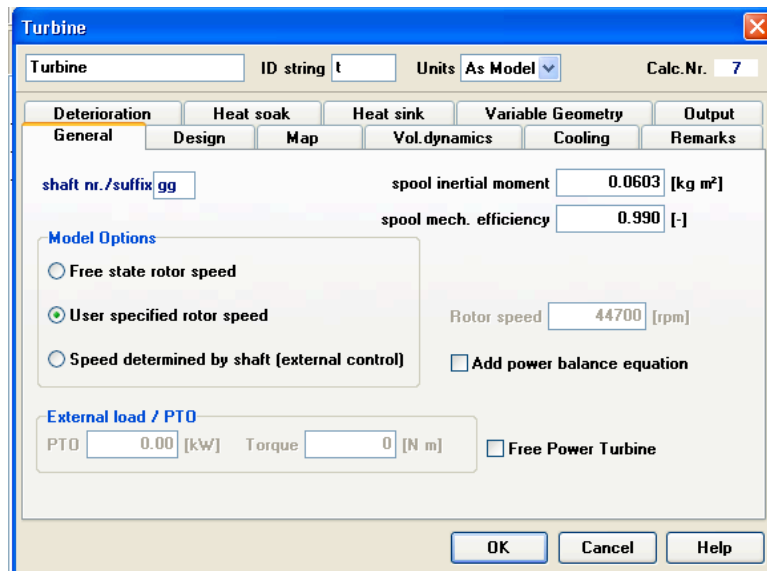 Turbine
Turbine ID string t Units As Model Calc.Nr. 7
Deterioration Heat soak Heat sink Variable Geometry Output
General Design Map Vol.dynamics Cooling Remarks
shaft nr./suffix gg spool inertial moment 0.0603 [kg m²]
spool mech. efficiency 0.990 [-]
Model Options
Free state rotor speed
User specified rotor speed Rotor speed 44700 [rpm]
Speed determined by shaft (external control) Add power balance equation
External load / PTO
PTO 0.00 [kW] Torque 0 [N m] Free Power Turbine
OK Cancel Help